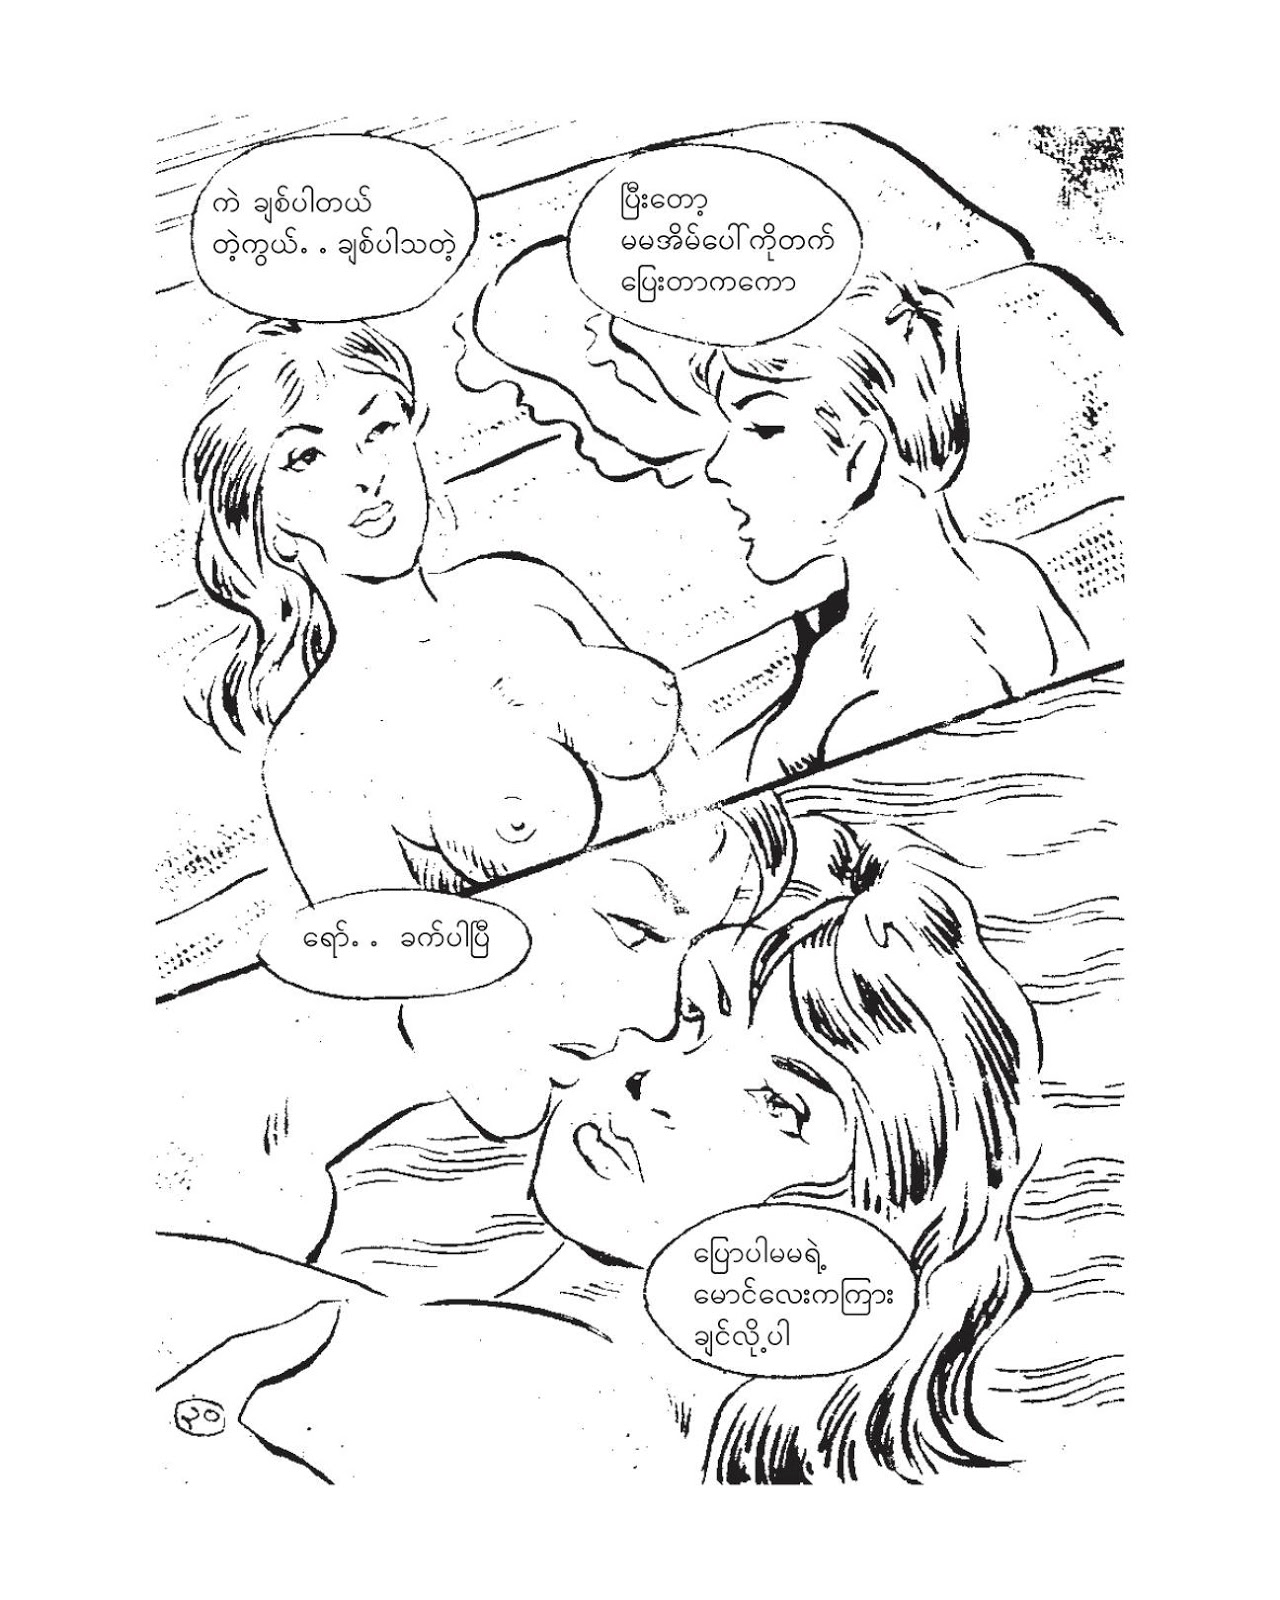 ကဲ ချစ်ပါတယ်
တဲ့ကွယ်. . ချစ်ပါသတဲ့
ပြီးတော့
မမအိမ်ပေါ်ကိုတက်
ပြေးတာကကော
ရော်. . ခက်ပါပြီ
ပြောပါမမရဲ့
မောင်လေးကကြား
ချင်လို့ပါ
၃၀